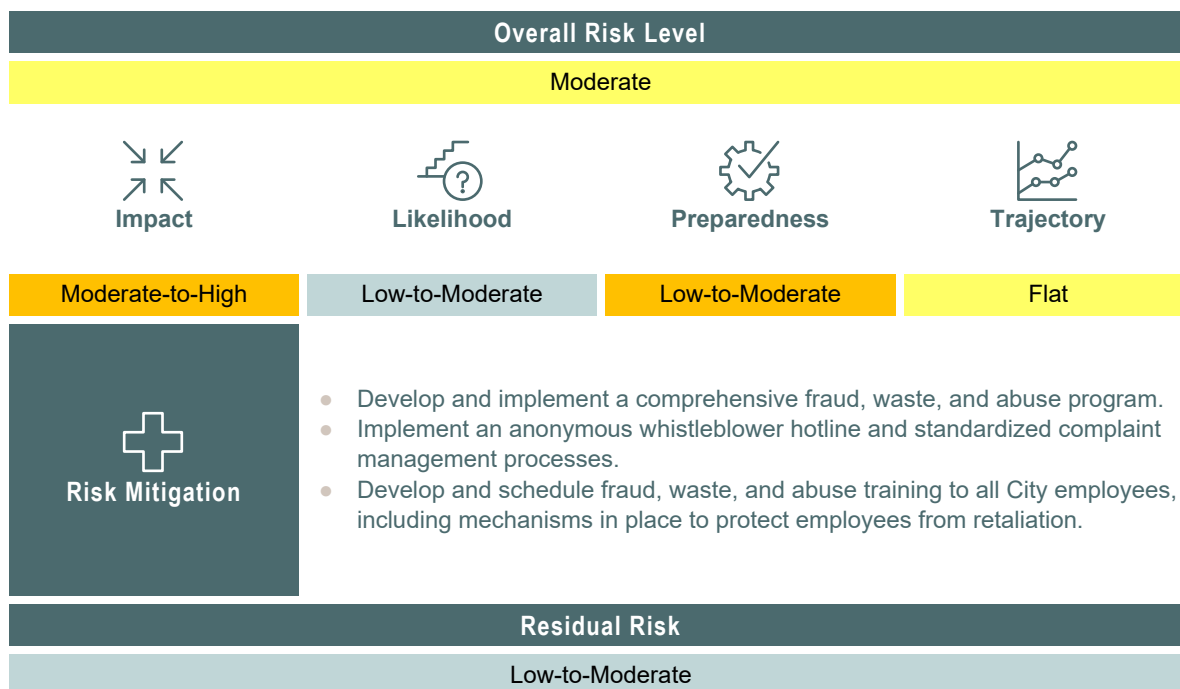 Overall Risk Level
Moderate
Impact
Likelihood
Preparedness
Trajectory
Moderate-to-High
Low-to-Moderate
Low-to-Moderate
Flat
Risk Mitigation
● Develop and implement a comprehensive fraud, waste, and abuse program.
● Implement an anonymous whistleblower hotline and standardized complaint
management processes.
● Develop and schedule fraud, waste, and abuse training to all City employees,
including mechanisms in place to protect employees from retaliation.
Residual Risk
Low-to-Moderate